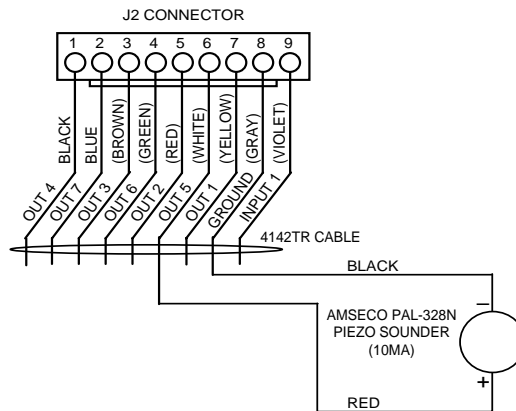 J2 CONNECTOR
1 2 3 4 5 6 7 8 9
BLACK
BLUE
(BROWN)
(GREEN)
(RED)
(WHITE)
(YELLOW)
(GRAY)
(VIOLET)
OUT 4
OUT 7
OUT 3
OUT 6
OUT 2
OUT 5
OUT 1
GROUND
INPUT 1
4142TR CABLE
BLACK
–
AMSECO PAL-328N
PIEZO SOUNDER
(10MA)
+
RED